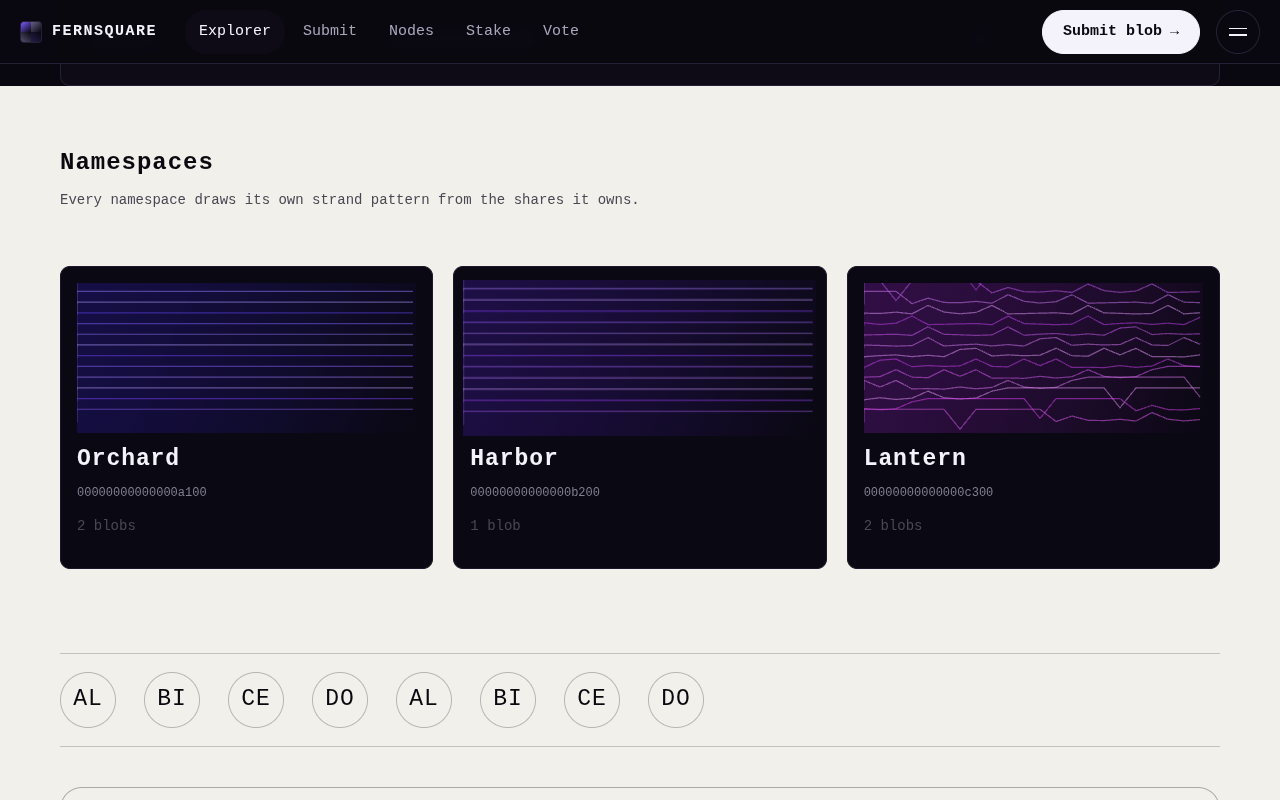 FERNSQUARE Explorer Submit Nodes Stake Vote Submit blob →
Namespaces
Every namespace draws its own strand pattern from the shares it owns.
Orchard
00000000000000a100
2 blobs
Harbor
00000000000000b200
1 blob
Lantern
00000000000000c300
2 blobs
AL BI CE DO AL BI CE DO